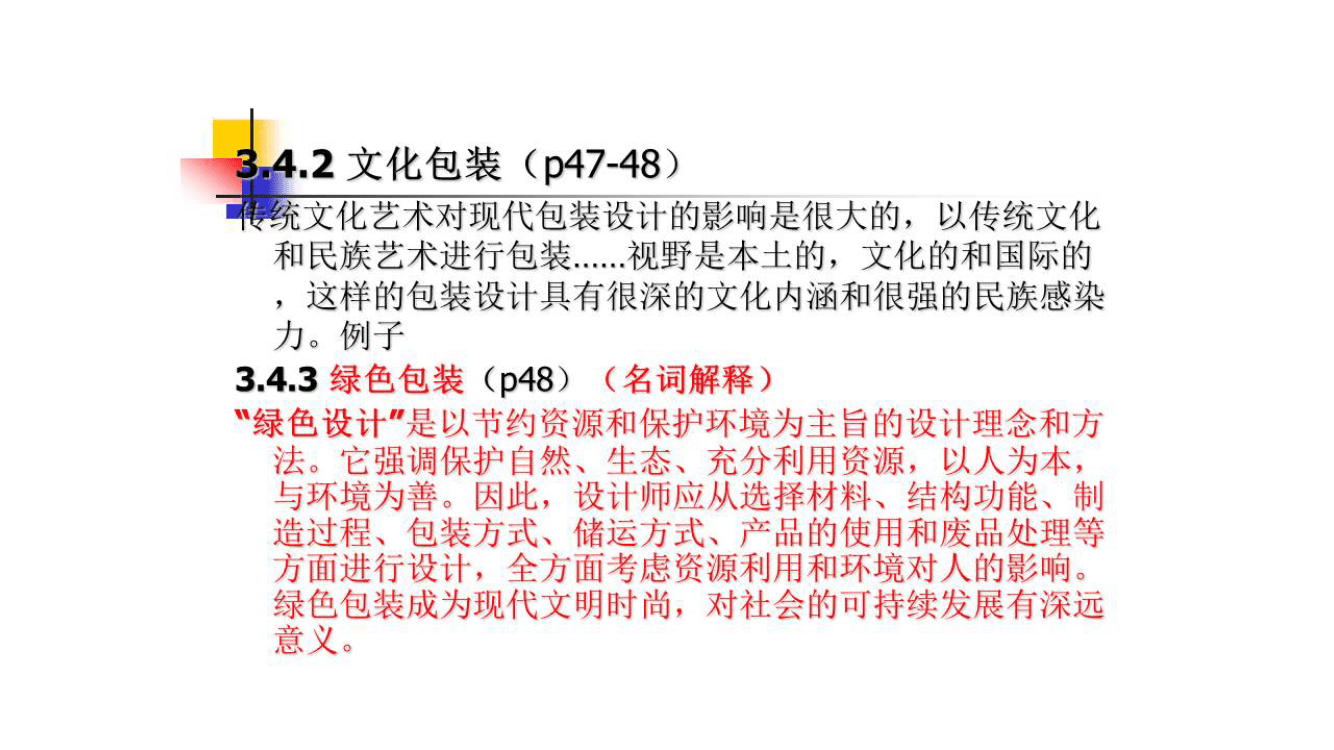 3.4.2 文化包装（p47-48）
传统文化艺术对现代包装设计的影响是很大的，以传统文化
和民族艺术进行包装……视野是本土的，文化的和国际的
，这样的包装设计具有很深的文化内涵和很强的民族感染
力。例子
3.4.3 绿色包装（p48）（名词解释）
“绿色设计”是以节约资源和保护环境为主旨的设计理念和方
法。它强调保护自然、生态、充分利用资源，以人为本，
与环境为善。因此，设计师应从选择材料、结构功能、制
造过程、包装方式、储运方式、产品的使用和废品处理等
方面进行设计，全方面考虑资源利用和环境对人的影响。
绿色包装成为现代文明时尚，对社会的可持续发展有深远
意义。